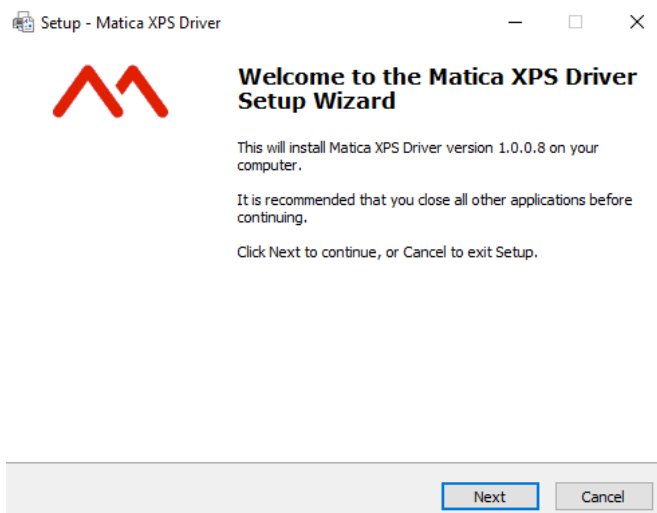 Setup - Matica XPS Driver
Welcome to the Matica XPS Driver
Setup Wizard
This will install Matica XPS Driver version 1.0.0.8 on your
computer.
It is recommended that you close all other applications before
continuing.
Click Next to continue, or Cancel to exit Setup.
Next
Cancel